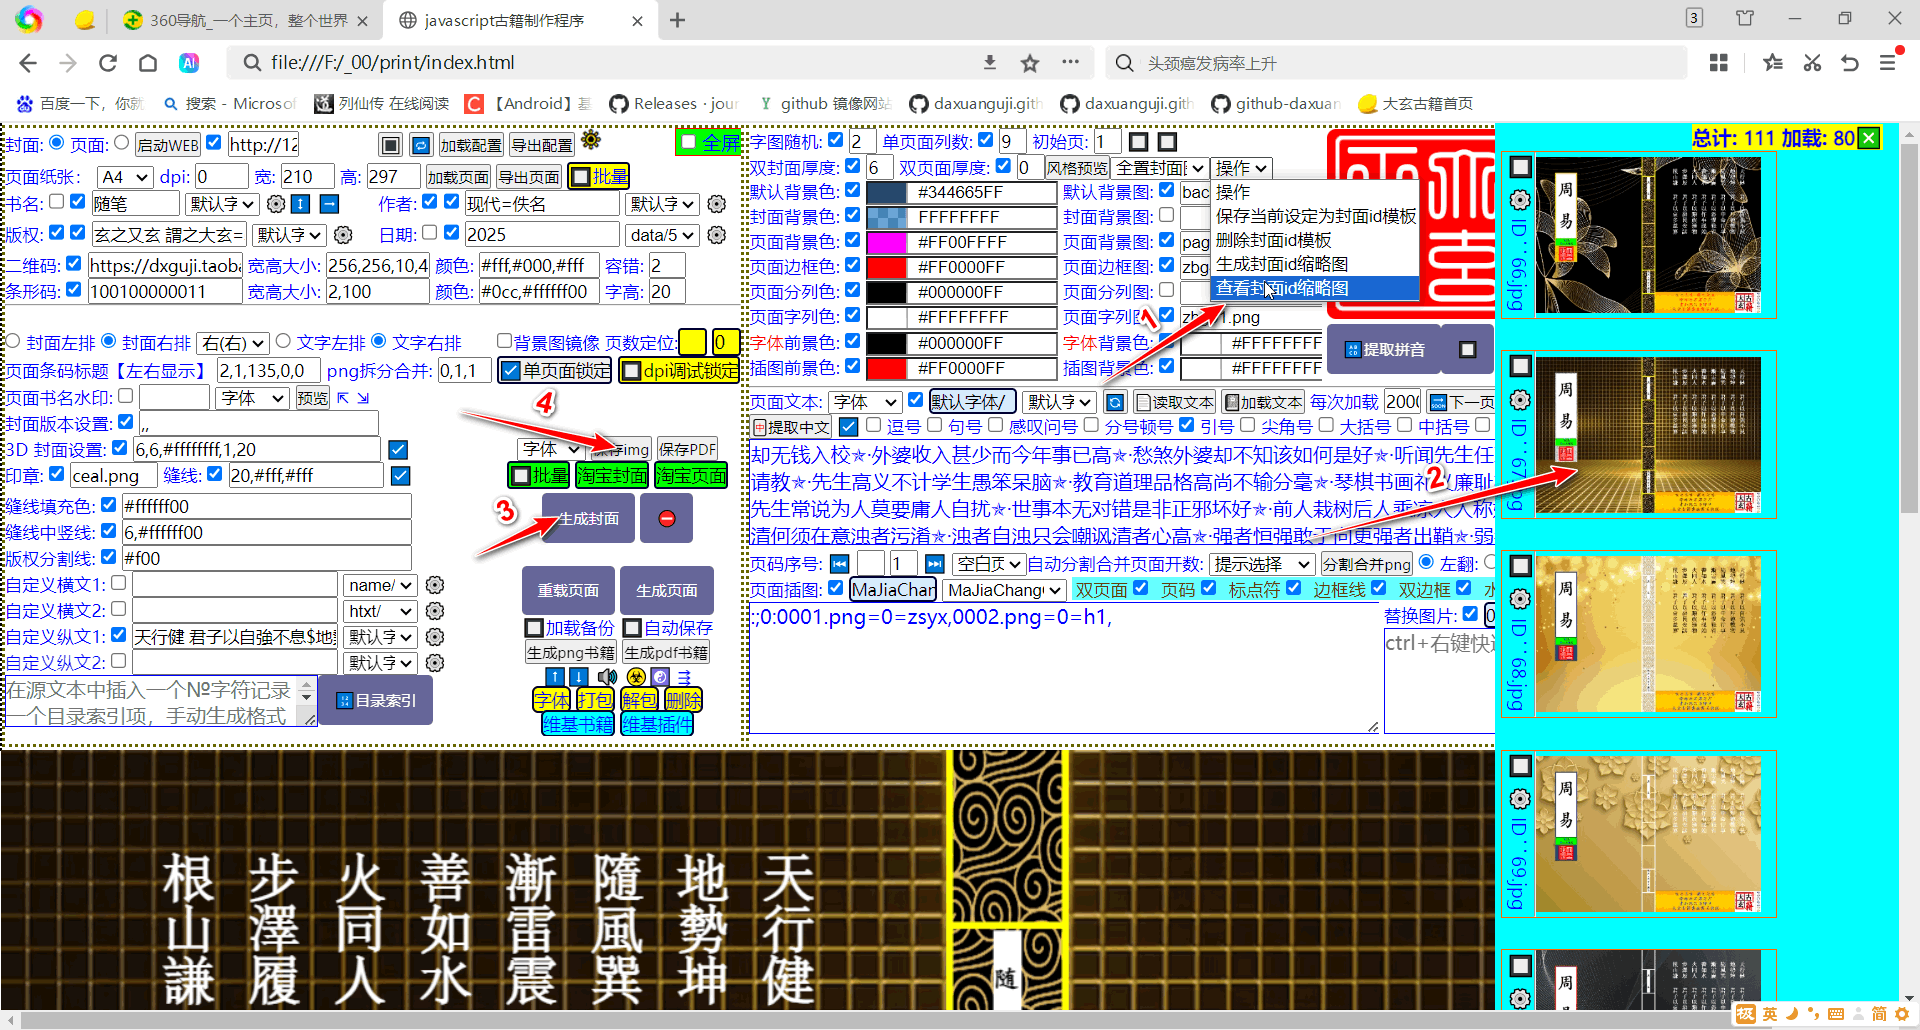 360导航_一个主页，整个世界
javascript古籍制作程序
3
file:///F:/_00/print/index.html
头颈癌发病率上升
百度一下，你就
搜索 - Microsof
列仙传 在线阅读
【Android】基
Releases · jour
github 镜像网站
daxuanguji.gith
daxuanguji.gith
github-daxuan
大玄古籍首页
封面: 页面: 启动WEB http://12 加载配置 导出配置 全屏
页面纸张： A4 dpi: 0 宽: 210 高: 297 加载页面 导出页面 批量
书名: 随笔 默认字 作者: 现代=佚名 默认字
版权: 玄之又玄 謂之大玄= 默认字 日期: 2025 data/5
二维码: https://dxguji.taoba 宽高大小: 256,256,10,4 颜色: #fff,#000,#fff 容错: 2
条形码: 100100000011 宽高大小: 2,100 颜色: #0cc,#ffffff00 字高: 20
封面左排 封面右排 右(右) 文字左排 文字右排 背景图镜像 页数定位: 0
页面条码标题【左右显示】 2,1,135,0,0 png拆分合并: 0,1,1 单页面锁定 dpi调试锁定
页面书名水印: 字体 预览
封面版本设置: ,,
3D 封面设置: 6,6,#ffffffff,1,20 字体 保存img 保存PDF
印章: ceal.png 缝线: 20,#fff,#fff 批量 淘宝封面 淘宝页面
缝线填充色: #ffffff00 生成封面
缝线中竖线: 6,#ffffff00
版权分割线: #f00
自定义横文1: name/ 重载页面 生成页面
自定义横文2: htxt/ 加载备份 自动保存
自定义纵文1: 天行健 君子以自強不息$地勢 默认字 生成png书籍 生成pdf书籍
自定义纵文2: 默认字
在源文本中插入一个№字符记录
一个目录索引项，手动生成格式
目录索引
字体 打包 解包 删除
维基书籍 维基插件
字图随机: 2 单页面列数: 9 初始页: 1
双封面厚度: 6 双页面厚度: 0 风格预览 全置封面 操作
默认背景色: #344665FF 默认背景图: bac
封面背景色: FFFFFFFF 封面背景图:
页面背景色: #FF00FFFF 页面背景图: pag
页面边框色: #FF0000FF 页面边框图: zbg
页面分列色: #000000FF 页面分列图:
页面字列色: #FFFFFFFF 页面字列图: 1.png
字体前景色: #000000FF 字体背景色: #FFFFFFFF
插图前景色: #FF0000FF 插图背景色: #FFFFFFFF
操作
保存当前设定为封面id模板
删除封面id模板
生成封面id缩略图
查看封面id缩略图
提取拼音
页面文本: 字体 默认字体/ 默认字 读取文本 加载文本 每次加载 2000 下一页
提取中文 逗号 句号 感叹问号 分号顿号 引号 尖角号 大括号 中括号
却无钱入校✯·外婆收入甚少而今年事已高✯·愁煞外婆却不知该如何是好✯·听闻先生任
请教✯·先生高义不计学生愚笨呆脑✯·教育道理品格高尚不输分毫✯·琴棋书画礼义廉耻
先生常说为人莫要庸人自扰✯·世事本无对错是非正邪坏好✯·前人栽树后人乘凉人人称
清何须在意浊者污淆✯·浊者自浊只会嘲讽清者心高✯·强者恒强敢于向更强者出鞘✯·弱
页码序号: 1 空白页 自动分割合并页面开数: 提示选择 分割合并png 左翻:
页面插图: MaJiaChan MaJiaChang 双页面 页码 标点符 边框线 双边框 水
:;0:0001.png=0=zsyx,0002.png=0=h1,
替换图片: 0
ctrl+右键快
1
2
3
4
总计: 111 加载: 80
ID : 66.jpg
周易
ID : 67.jpg
周易
ID : 68.jpg
周易
ID : 69.jpg
周易
周
天行健
地勢坤
隨風巽
漸雷震
善如水
火同人
步澤履
根山謙
随
英
简